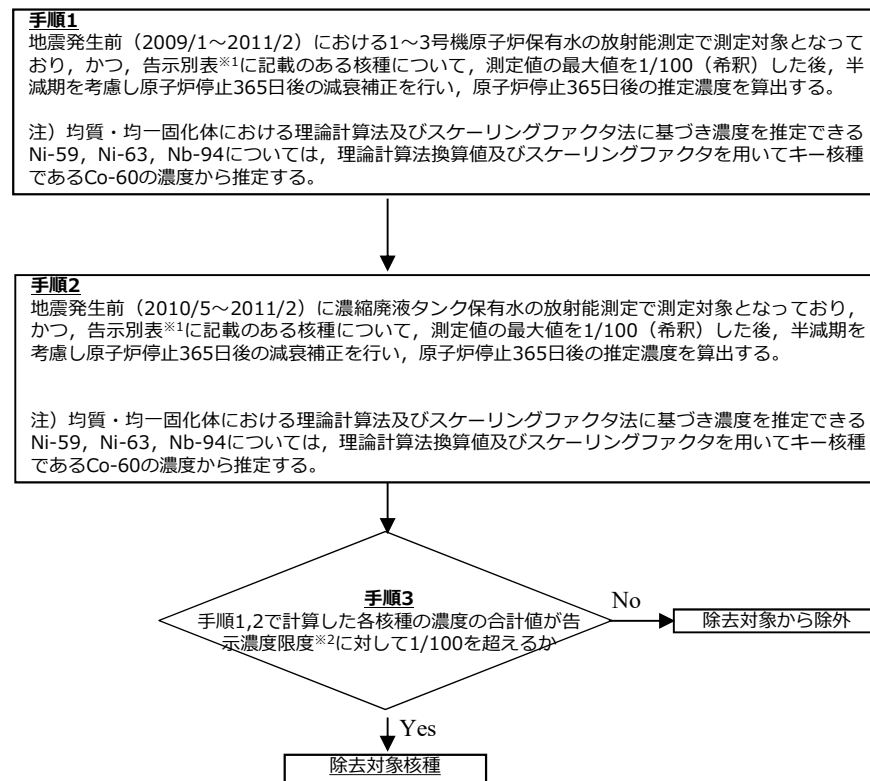 手順1
地震発生前（2009/1～2011/2）における1～3号機原子炉保有水の放射能測定で測定対象となって
おり，かつ，告示別表※1に記載のある核種について，測定値の最大値を1/100（希釈）した後，半
減期を考慮し原子炉停止365日後の減衰補正を行い，原子炉停止365日後の推定濃度を算出する。
注）均質・均一固化体における理論計算法及びスケーリングファクタ法に基づき濃度を推定できる
Ni-59，Ni-63，Nb-94については，理論計算法換算値及びスケーリングファクタを用いてキー核種
であるCo-60の濃度から推定する。
手順2
地震発生前（2010/5～2011/2）に濃縮廃液タンク保有水の放射能測定で測定対象となっており，
かつ，告示別表※1に記載のある核種について，測定値の最大値を1/100（希釈）した後，半減期を
考慮し原子炉停止365日後の減衰補正を行い，原子炉停止365日後の推定濃度を算出する。
注）均質・均一固化体における理論計算法及びスケーリングファクタ法に基づき濃度を推定できる
Ni-59，Ni-63，Nb-94については，理論計算法換算値及びスケーリングファクタを用いてキー核種
であるCo-60の濃度から推定する。
手順3
手順1,2で計算した各核種の濃度の合計値が告
示濃度限度※2に対して1/100を超えるか
No
除去対象から除外
Yes
除去対象核種